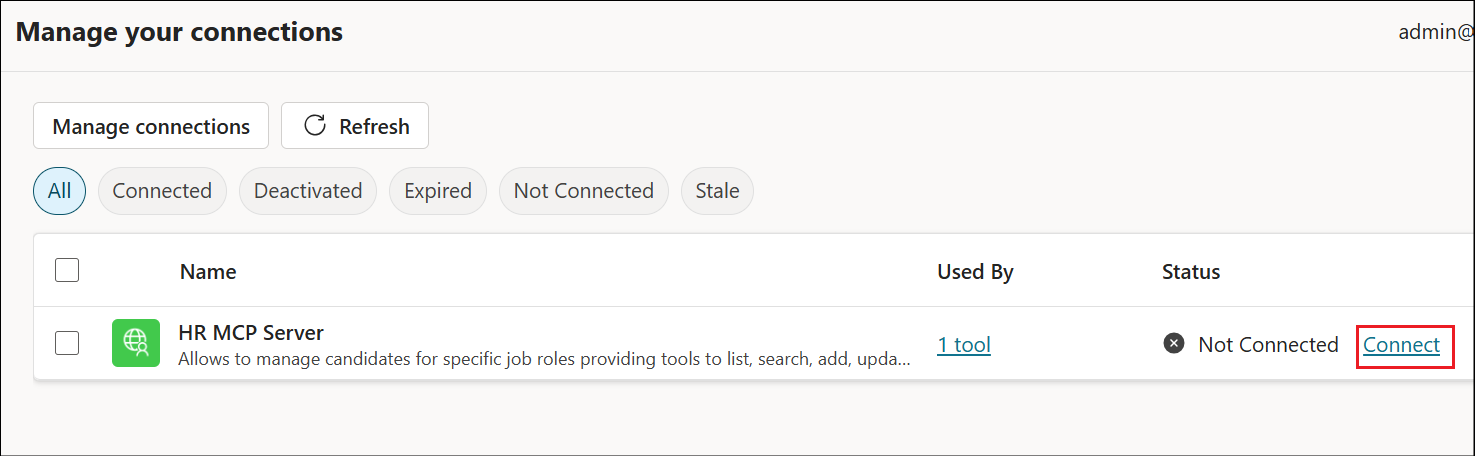 Manage your connections
admin@
Manage connections
Refresh
All
Connected
Deactivated
Expired
Not Connected
Stale
Name
Used By
Status
HR MCP Server
Allows to manage candidates for specific job roles providing tools to list, search, add, upda...
1 tool
Not Connected
Connect